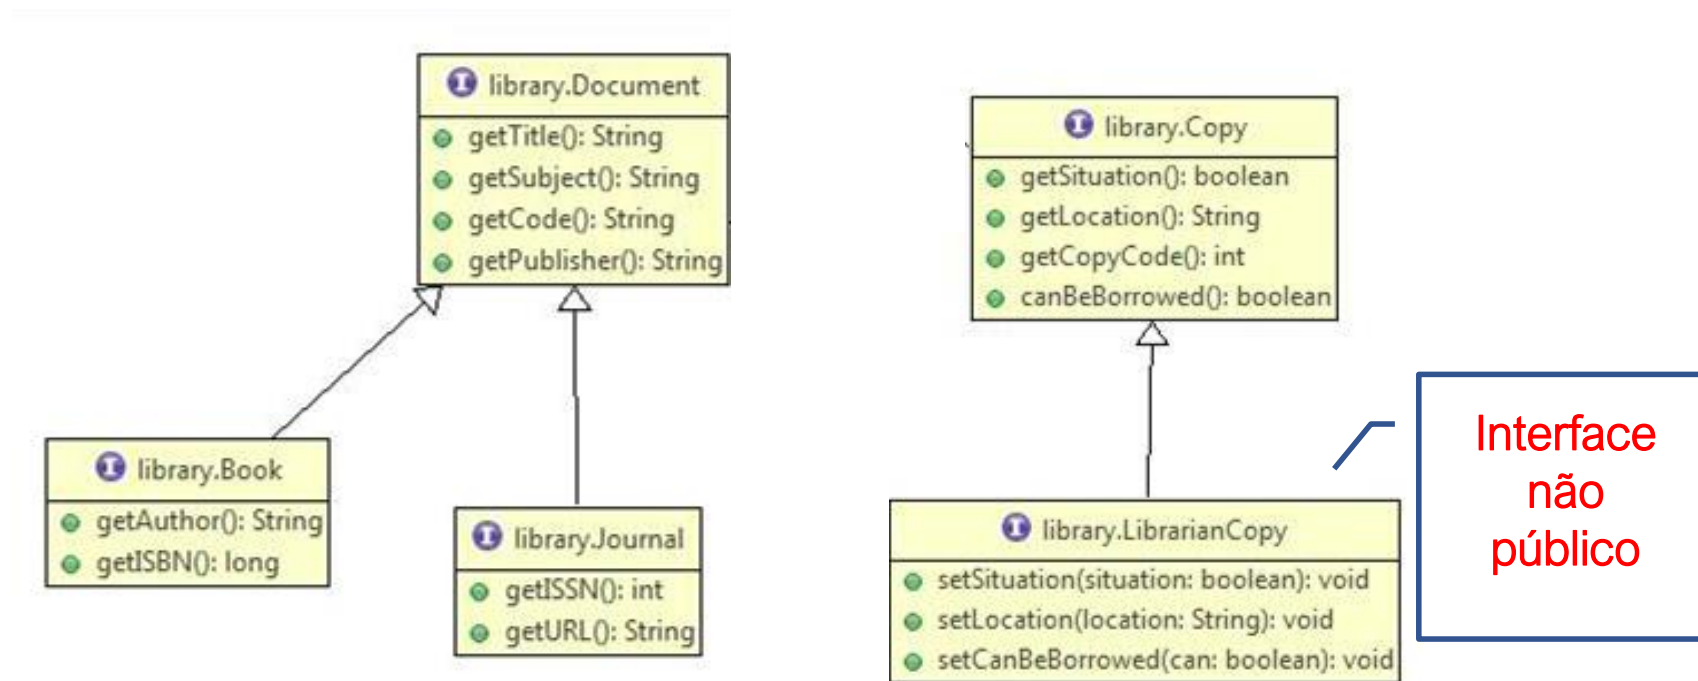 library.Document
getTitle(): String
getSubject(): String
getCode(): String
getPublisher(): String
library.Copy
getSituation(): boolean
getLocation(): String
getCopyCode(): int
canBeBorrowed(): boolean
library.Book
getAuthor(): String
getISBN(): long
library.Journal
getISSN(): int
getURL(): String
library.LibrarianCopy
setSituation(situation: boolean): void
setLocation(location: String): void
setCanBeBorrowed(can: boolean): void
Interface
não
público